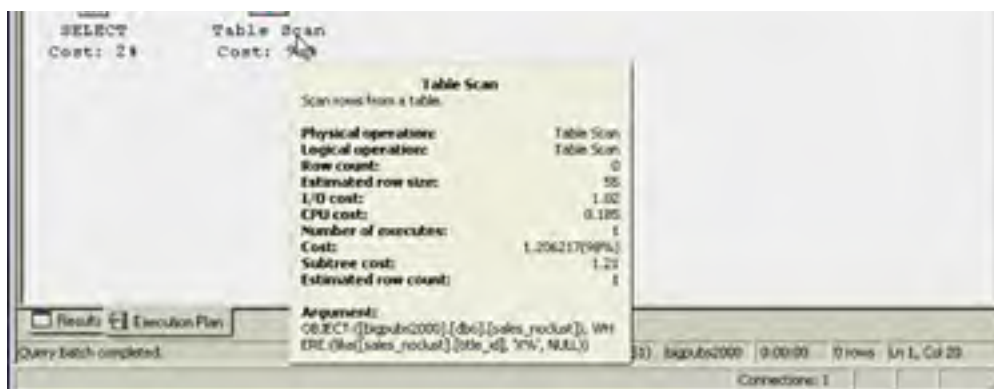 SELECT
Cost: 2%
Table Scan
Cost: 98%
Table Scan
Scan rows from a table.
Physical operation: Table Scan
Logical operation: Table Scan
Row count: 0
Estimated row size: 55
I/O cost: 1.02
CPU cost: 0.185
Number of executes: 1
Cost: 1.206217(98%)
Subtree cost: 1.21
Estimated row count: 1
Argument:
OBJECT:([bigpubs2000].[dbo].[sales_noclust]), WH
ERE:(like([sales_noclust].[title_id], NULL))
Results Execution Plan
Query batch completed. bigpubs2000 0:00:00 0 rows Ln 1, Col 20
Connections: 1